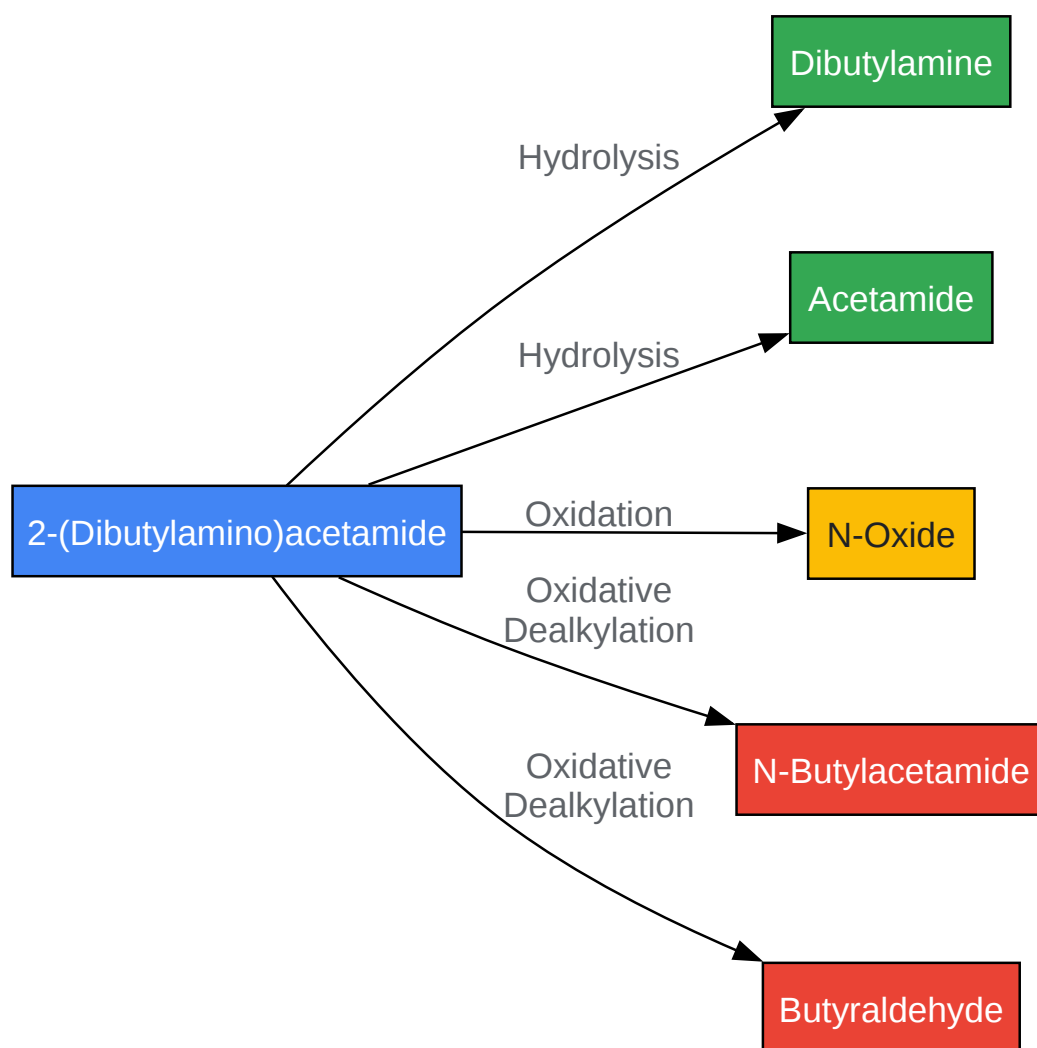 Dibutylamine
Hydrolysis
Acetamide
Hydrolysis
2-(Dibutylamino)acetamide
Oxidation
N-Oxide
Oxidative
Dealkylation
N-Butylacetamide
Oxidative
Dealkylation
Butyraldehyde